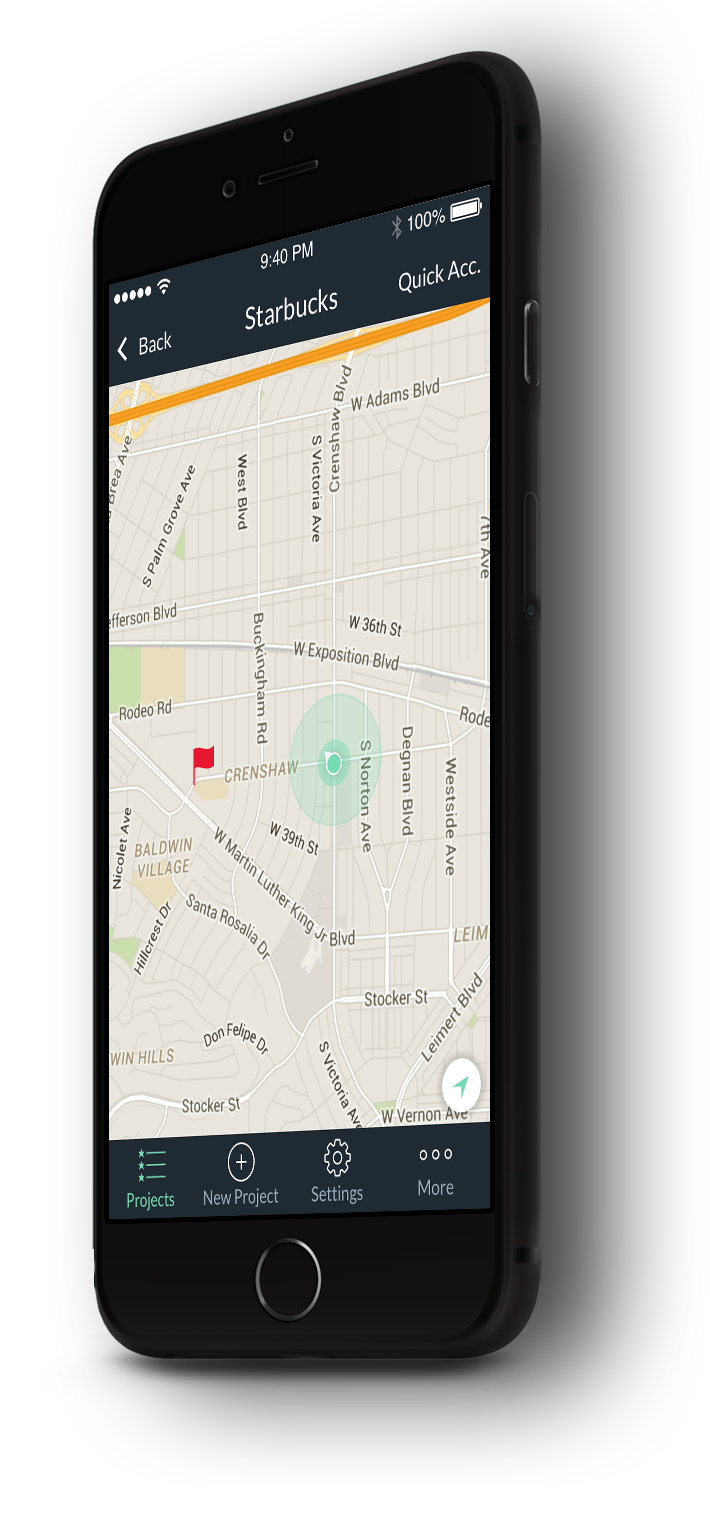 9:40 PM
100%
Back
Starbucks
Quick Acc.
W Adams Blvd
Crenshaw Blvd
S Victoria Ave
West Blvd
Brea Ave
S Palm Grove Ave
7th Ave
efferson Blvd
W 36th St
Buckingham Rd
W Exposition Blvd
Rodeo Rd
Rode
CRENSHAW
S Norton Ave
Degnan Blvd
Westside Ave
W 39th St
Nicolet Ave
BALDWIN
VILLAGE
W Martin Luther King Jr Blvd
Hillcrest Dr
Santa Rosalia Dr
LEIM
Stocker St
Leimert Blvd
Don Felipe Dr
WIN HILLS
S Victoria Ave
Stocker St
W Vernon Ave
Projects
New Project
Settings
More